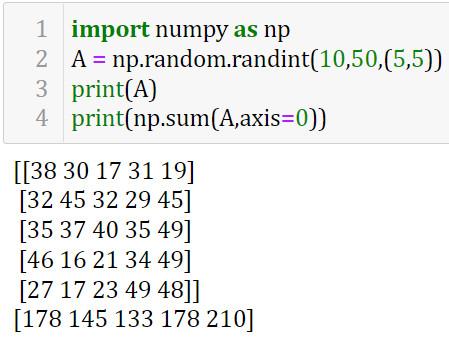 1 import numpy as np
2 A = np.random.randint(10,50,(5,5))
3 print(A)
4 print(np.sum(A,axis=0))
[[38 30 17 31 19]
[32 45 32 29 45]
[35 37 40 35 49]
[46 16 21 34 49]
[27 17 23 49 48]]
[178 145 133 178 210]